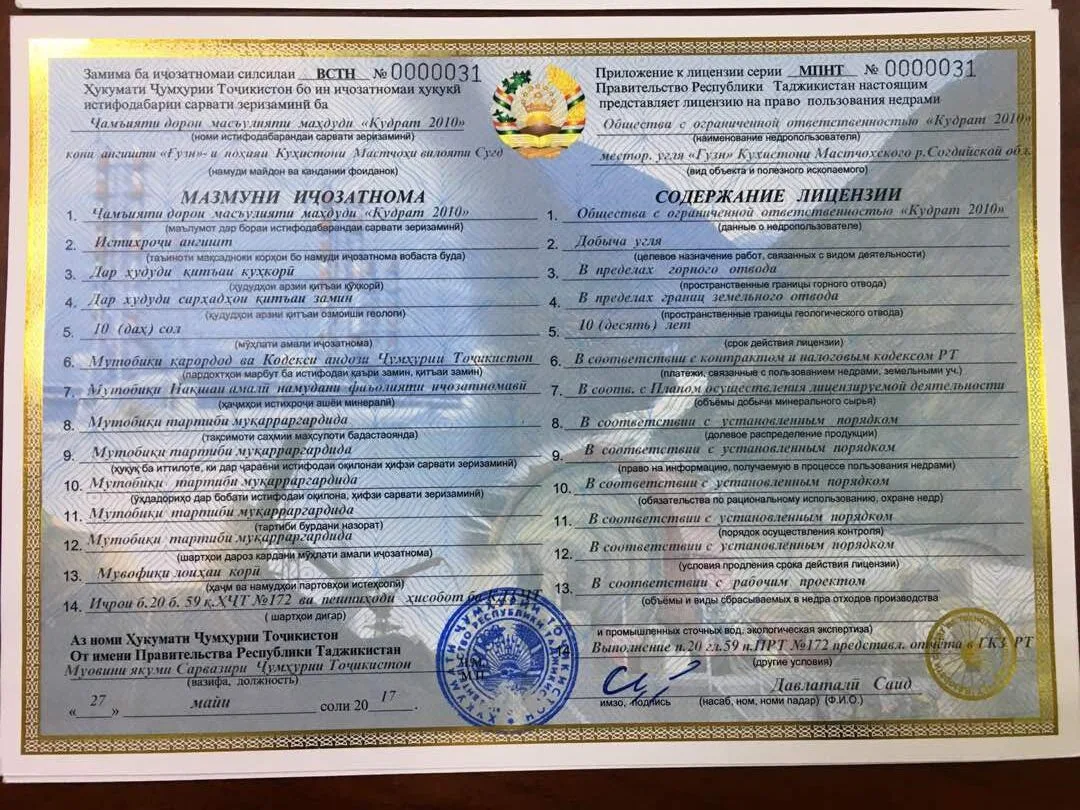 Замима ба иҷозатномаи силсилаи ВСТН № 0000031
Ҳукумати Ҷумҳурии Тоҷикистон бо ин иҷозатномаи ҳуқуқӣ
истифодабарии сарвати зеризаминӣ ба
Ҷамъияти дорои масъулияти маҳдуди «Кудрат 2010»
(номи истифодабарандаи сарвати зеризаминӣ)
кони ангишти «Ғузн»-и ноҳияи Куҳистони Мастчоҳи вилояти Суғд
(намуди майдон ва кандании фоиданок)
МАЗМУНИ ИҶОЗАТНОМА
1. Ҷамъияти дорои масъулияти маҳдуди «Кудрат 2010»
(маълумот дар бораи истифодабарандаи сарвати зеризаминӣ)
2. Истихроҷи ангишт
(таъиноти мақсадноки корҳои бо намуди иҷозатнома вобаста буда)
3. Дар ҳудуди қитъаи куҳкорӣ
(ҳудудҳои арзии қитъаи кӯҳкорӣ)
4. Дар ҳудуди сарҳадҳои қитъаи замин
(ҳудудҳои арзии қитъаи озмоиши геологи)
5. 10 (даҳ) сол
(мӯҳлати амали иҷозатнома)
6. Мутобиқи қарордод ва Кодекси андози Ҷумҳурии Тоҷикистон
(пардохтҳои марбут ба истифодаи қаъри замин, қитъаи замин)
7. Мутобиқи Нақшаи амалӣ намудани фаъолияти иҷозатномавӣ
(ҳаҷмҳои истихроҷи ашёи минералӣ)
8. Мутобиқи тартиби муқарраргардида
(тақсимоти саҳмии маҳсулоти бадастаоянда)
9. Мутобиқи тартиби муқарраргардида
(ҳуқуқ ба иттилоте, ки дар ҷараёни истифодаи оқилонаи ҳифзи сарвати зеризаминӣ)
10. Мутобиқи тартиби муқарраргардида
(ӯҳдадориҳо дар бобати истифодаи оқилона, ҳифзи сарвати зеризаминӣ)
11. Мутобиқи тартиби муқарраргардида
(тартиби бурдани назорат)
12. Мутобиқи тартиби муқарраргардида
(шартҳои дароз кардани мӯҳлати амали иҷозатнома)
13. Мувофиқи лоиҳаи корӣ
(ҳаҷм ва намудҳои партовҳои истеҳсолӣ)
14. Иҷрои б.20 б. 59 қ.ҲҶТ №172 ва пешниҳоди ҳисобот ба
(шартҳои дигар)
Аз номи Ҳукумати Ҷумҳурии Тоҷикистон
От имени Правительства Республики Таджикистан
Муовини якуми Сарвазири Ҷумҳурии Тоҷикистон
(вазифа, должность)
« 27 » майи соли 20 17 .
Приложение к лицензии серии МПНТ № 0000031
Правительство Республики Таджикистан настоящим
представляет лицензию на право пользования недрами
Общества с ограниченной ответственностью «Кудрат 2010»
(наименование недропользователя)
местор. угля «Гузн» Кухистони Мастчохского р.Согдийской обл.
(вид объекта и полезного ископаемого)
СОДЕРЖАНИЕ ЛИЦЕНЗИИ
1. Общества с ограниченной ответственностью «Кудрат 2010»
(данные о недропользователе)
2. Добыча угля
(целевое назначение работ, связанных с видом деятельности)
3. В пределах горного отвода
(пространственные границы горного отвода)
4. В пределах границ земельного отвода
(пространственные границы геологического отвода)
5. 10 (десять) лет
(срок действия лицензии)
6. В соответствии с контрактом и налоговым кодексом РТ
(платежи, связанные с пользованием недрами, земельными уч.)
7. В соотв. с Планом осуществления лицензируемой деятельности
(объёмы добычи минерального сырья)
8. В соответствии с установленным порядком
(долевое распределение продукции)
9. В соответствии с установленным порядком
(право на информацию, получаемую в процессе пользования недрами)
10. В соответствии с установленным порядком
(обязательства по рациональному использованию, охране недр)
11. В соответствии с установленным порядком
(порядок осуществления контроля)
12. В соответствии с установленным порядком
(условия продления срока действия лицензии)
13. В соответствии с рабочим проектом
(объёмы и виды сбрасываемых в недра отходов производства
и промышленных сточных вод, экологическая экспертиза)
14. Выполнение п.20 гл.59 п.ПРТ №172 представл. отчёта в ГКЗ РТ
(другие условия)
Давлаталӣ Саид
имзо, подпись (насаб, ном, номи падар) (Ф.И.О.)
М.П.